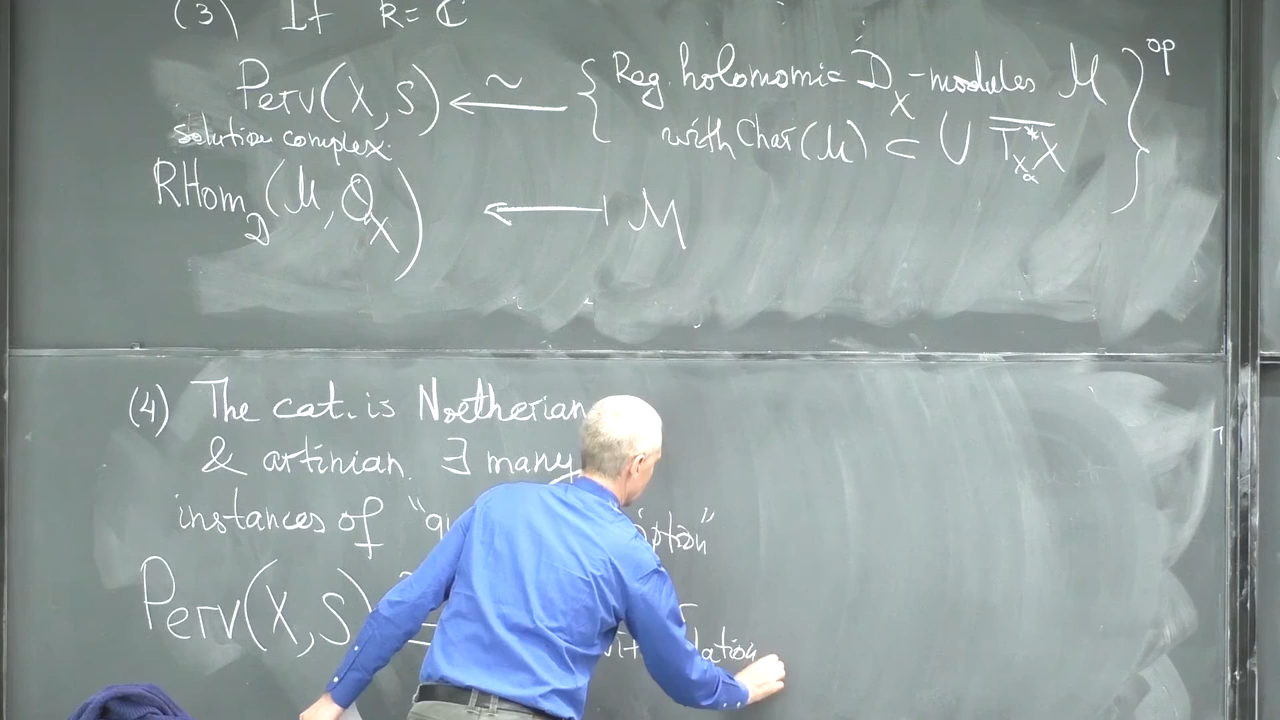 (3) If k = ℂ
Perv(X, S) ⟵∼ { Reg. holonomic D_X-modules M }^op
solution complex with Char(M) ⊂ ∪ \overline{T^*_{X_α} X}
RHom_D(M, O_X) ⟵| M
(4) The cat. is Noetherian
& artinian. ∃ many
instances of "
Perv(X, S)